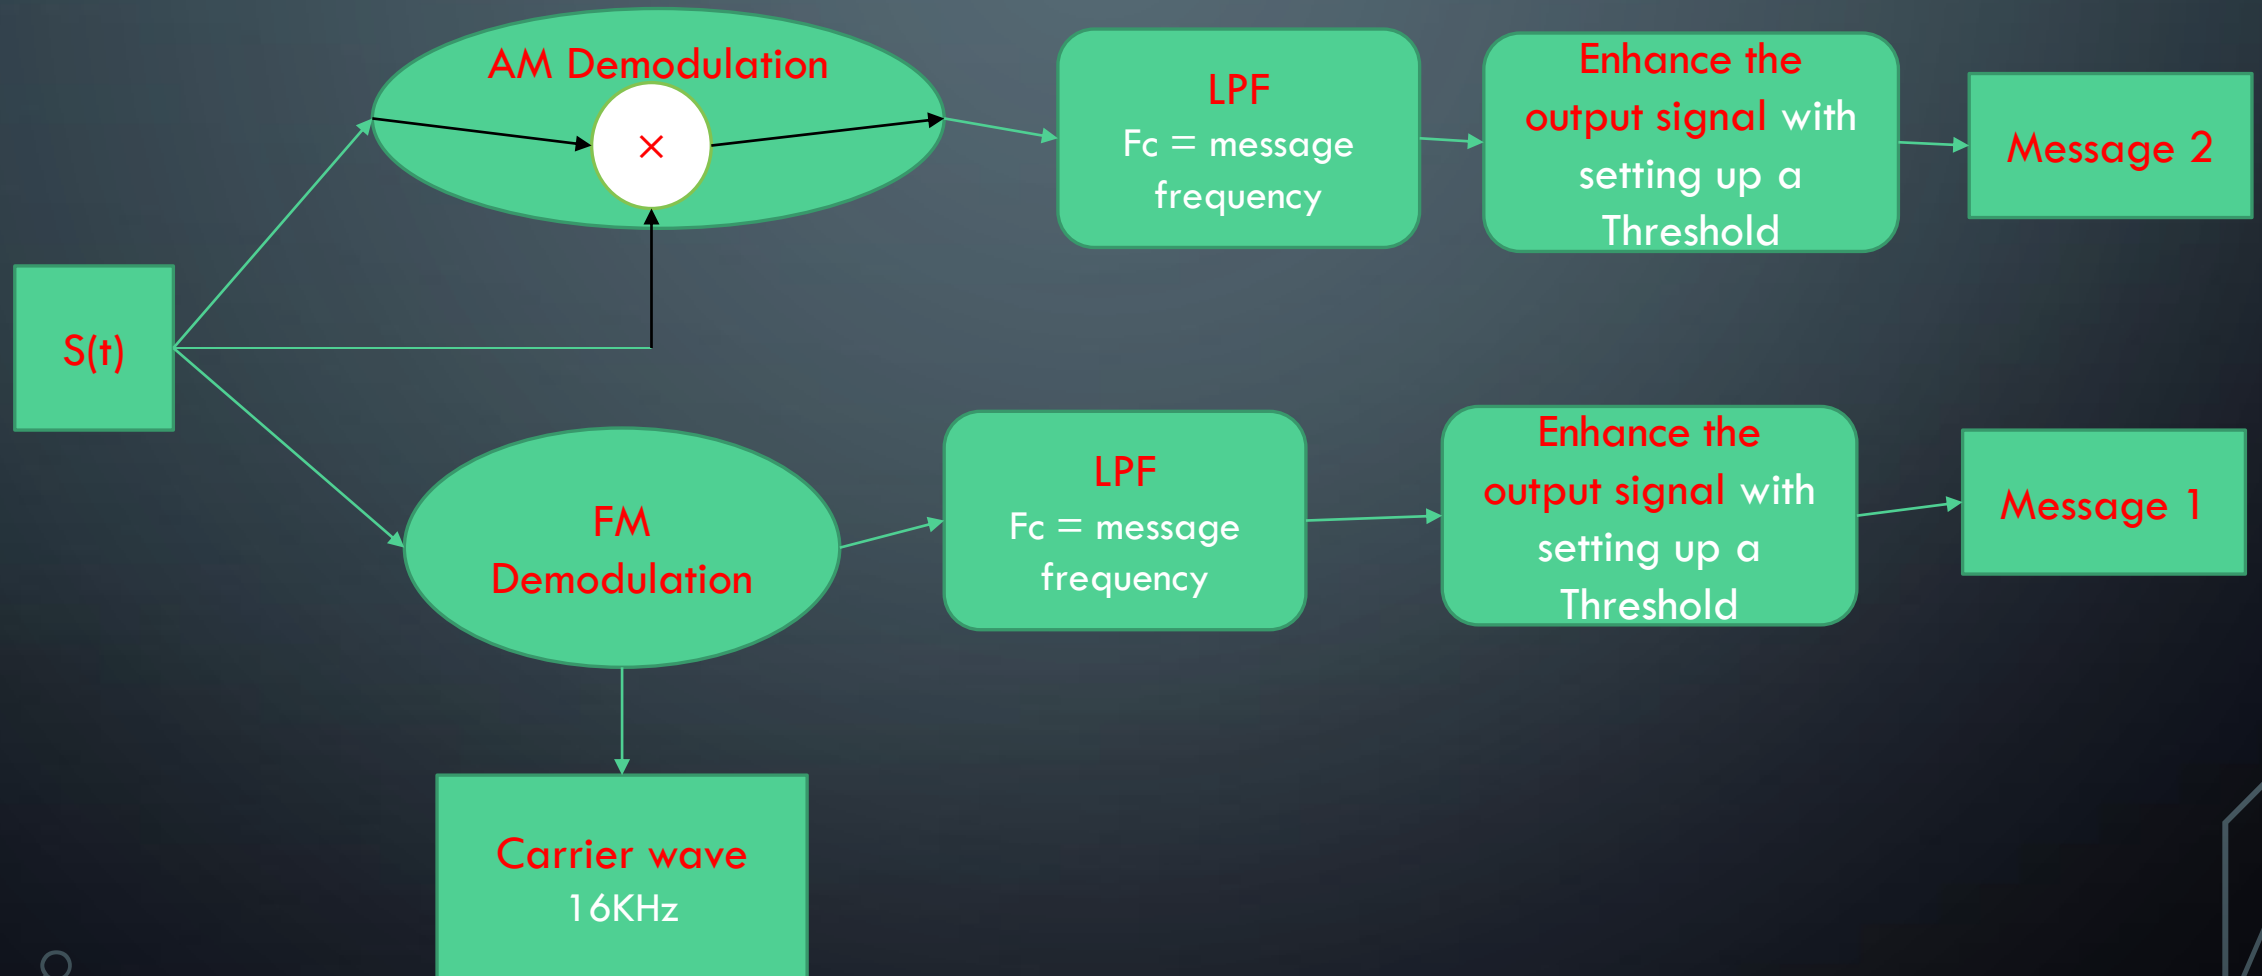 AM Demodulation
×
LPF
Fc = message
frequency
Enhance the
output signal with
setting up a
Threshold
Message 2
S(t)
FM
Demodulation
LPF
Fc = message
frequency
Enhance the
output signal with
setting up a
Threshold
Message 1
Carrier wave
16KHz